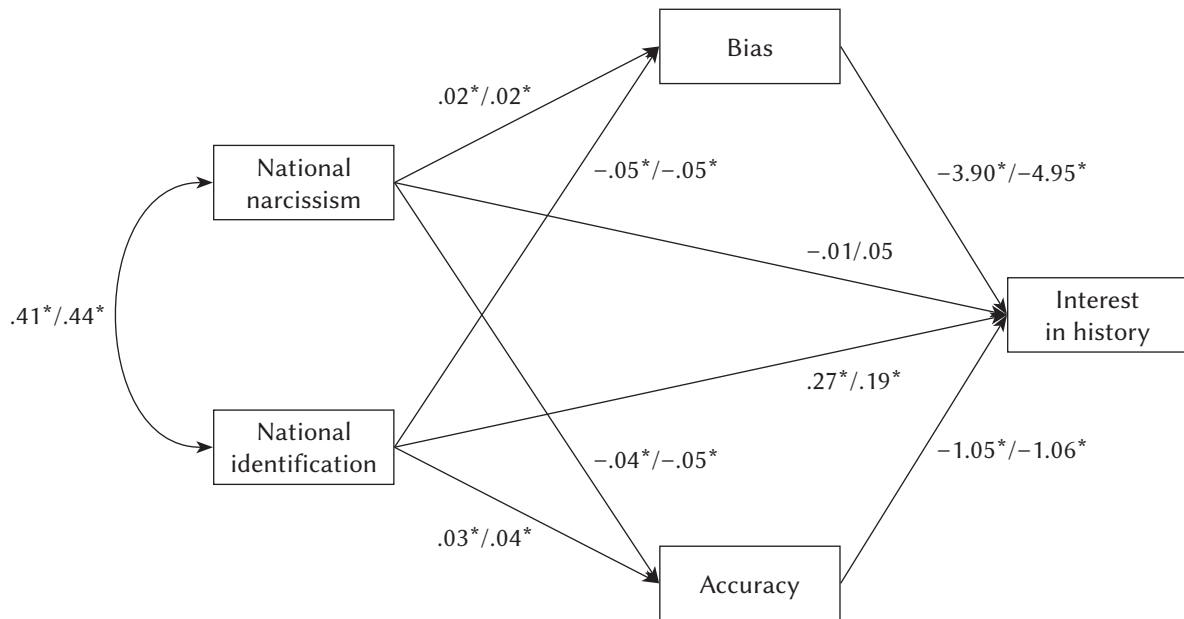 Bias
.02*/.02*
National
narcissism
−.05*/−.05*
−3.90*/−4.95*
−.01/.05
.41*/.44*
Interest
in history
.27*/.19*
National
identification
−.04*/−.05*
−1.05*/−1.06*
.03*/.04*
Accuracy